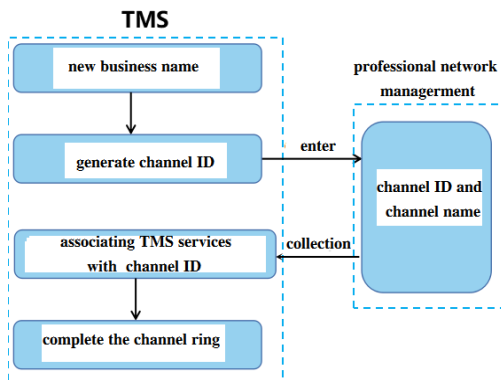 TMS
new business name
professional network
managerment
generate channel ID
enter
channel ID and
channel name
associating TMS services
with channel ID
collection
complete the channel ring